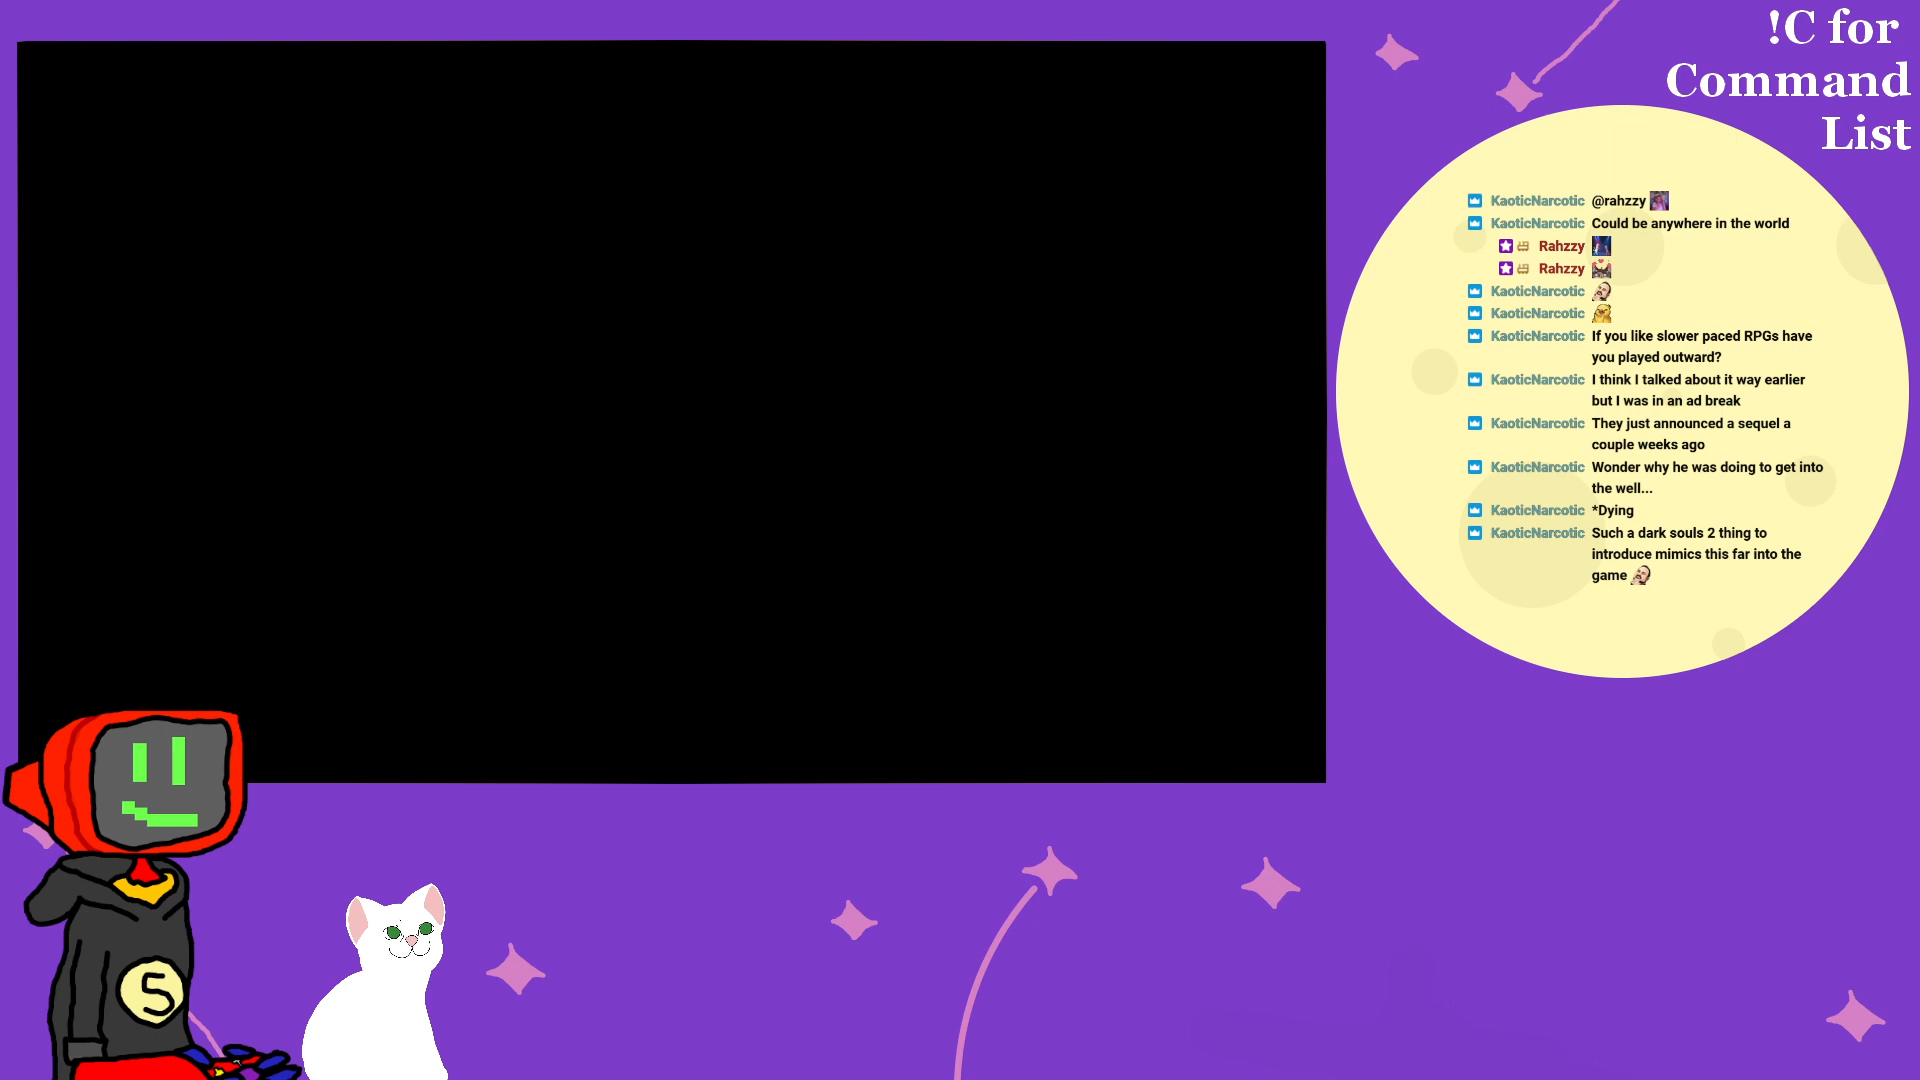 !C for
Command
List
KaoticNarcotic @rahzzy
KaoticNarcotic Could be anywhere in the world
Rahzzy
Rahzzy
KaoticNarcotic
KaoticNarcotic
KaoticNarcotic If you like slower paced RPGs have
you played outward?
KaoticNarcotic I think I talked about it way earlier
but I was in an ad break
KaoticNarcotic They just announced a sequel a
couple weeks ago
KaoticNarcotic Wonder why he was doing to get into
the well...
KaoticNarcotic *Dying
KaoticNarcotic Such a dark souls 2 thing to
introduce mimics this far into the
game
S